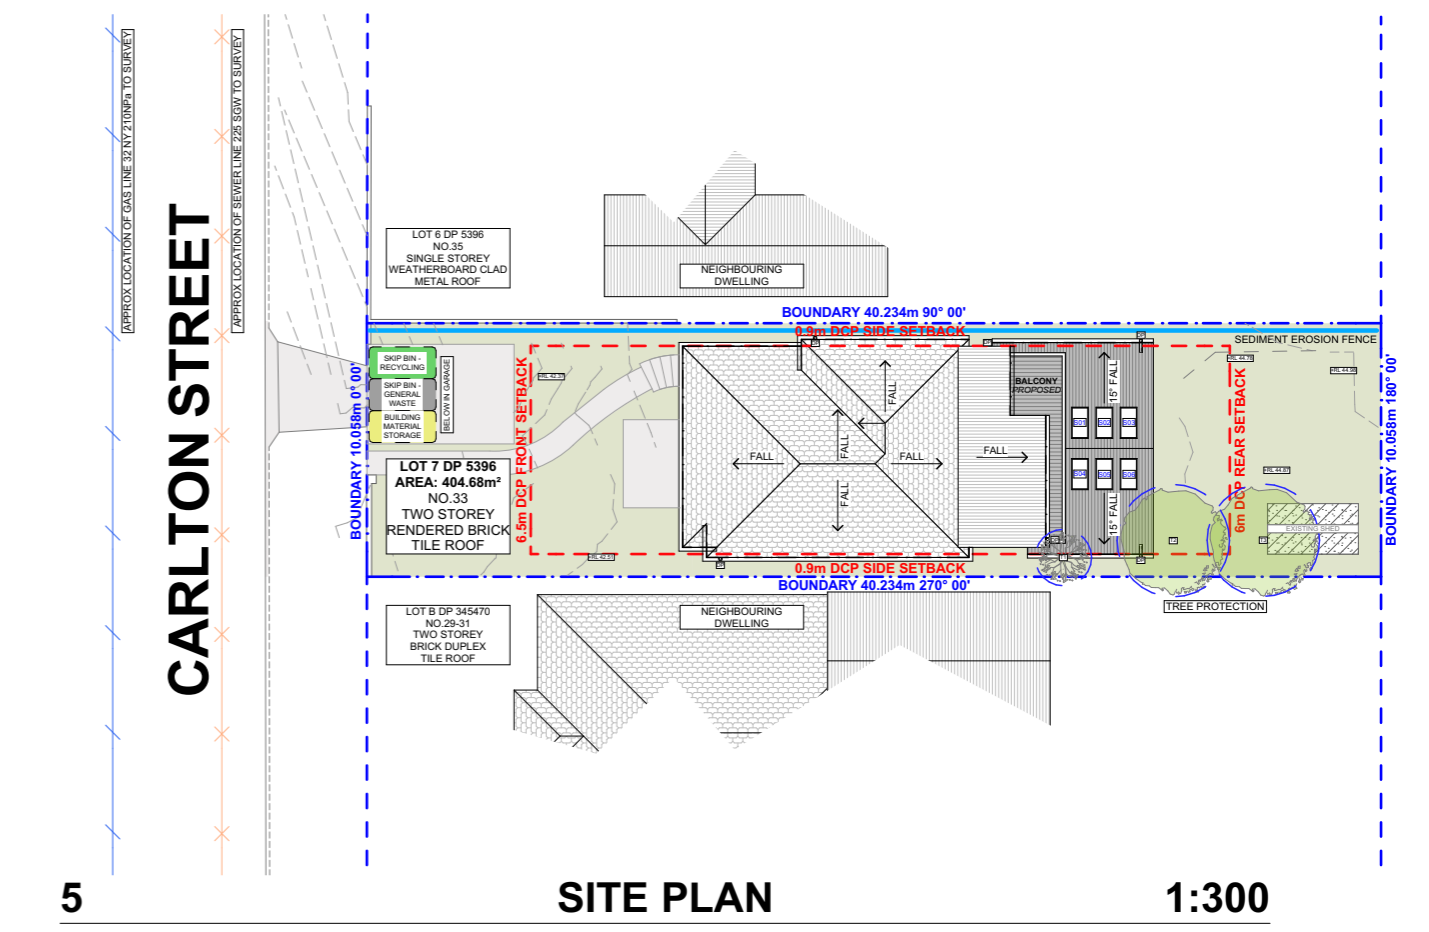 APPROX LOCATION OF GAS LINE 32 NY 210NPa TO SURVEY
APPROX LOCATION OF SEWER LINE 225 SGW TO SURVEY
CARLTON STREET
LOT 6 DP 5396
NO.35
SINGLE STOREY
WEATHERBOARD CLAD
METAL ROOF
NEIGHBOURING
DWELLING
BOUNDARY 40.234m 90° 00'
0.9m DCP SIDE SETBACK
SEDIMENT EROSION FENCE
SKIP BIN -
RECYCLING
SKIP BIN -
GENERAL
WASTE
BUILDING
MATERIAL
STORAGE
BELOW IN GARAGE
BOUNDARY 10.058m 0° 00'
6.5m DCP FRONT SETBACK
LOT 7 DP 5396
AREA: 404.68m²
NO.33
TWO STOREY
RENDERED BRICK
TILE ROOF
FALL
FALL
FALL
FALL
FALL
FALL
BALCONY
PROPOSED
15° FALL
S01
S02
S03
S04
S05
S06
15° FALL
6m DCP REAR SETBACK
EXISTING SHED
BOUNDARY 10.058m 180° 00'
0.9m DCP SIDE SETBACK
BOUNDARY 40.234m 270° 00'
TREE PROTECTION
LOT B DP 345470
NO.29-31
TWO STOREY
BRICK DUPLEX
TILE ROOF
NEIGHBOURING
DWELLING
5
SITE PLAN
1:300